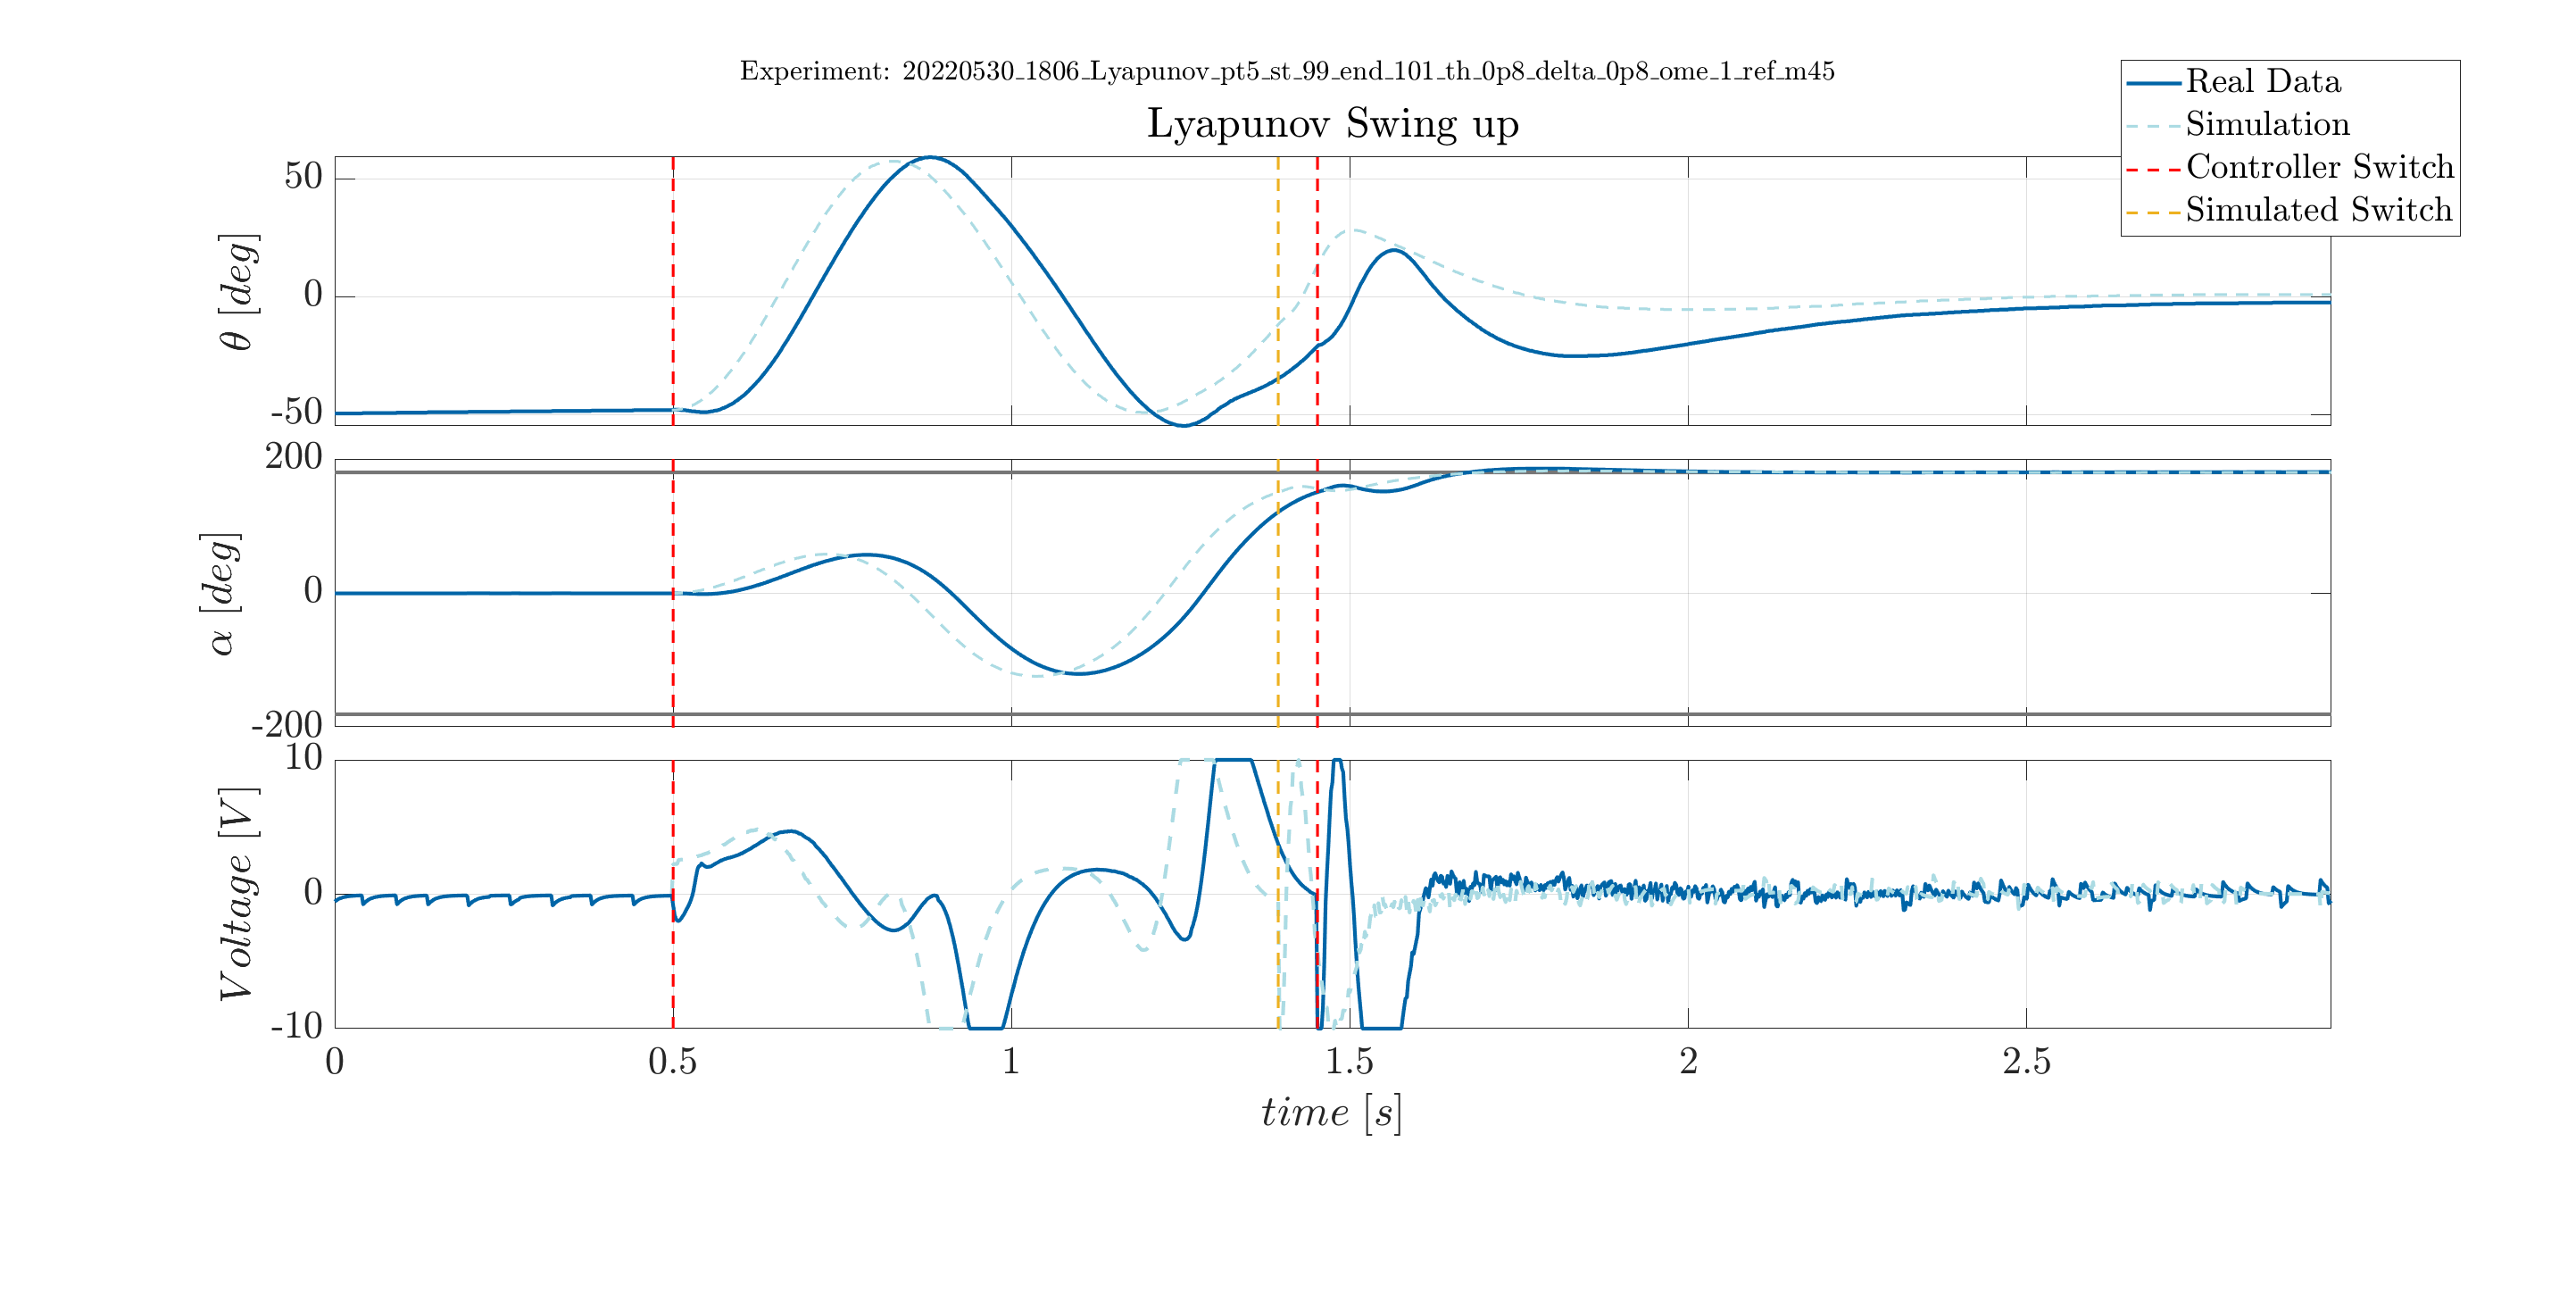 Experiment: 20220530_1806_Lyapunov_pt5_st_99_end_101_th_0p8_delta_0p8_ome_1_ref_m45
Lyapunov Swing up
Real Data
Simulation
Controller Switch
Simulated Switch
θ [deg]
50
0
-50
α [deg]
200
0
-200
Voltage [V]
10
0
-10
0 0.5 1 1.5 2 2.5
time [s]